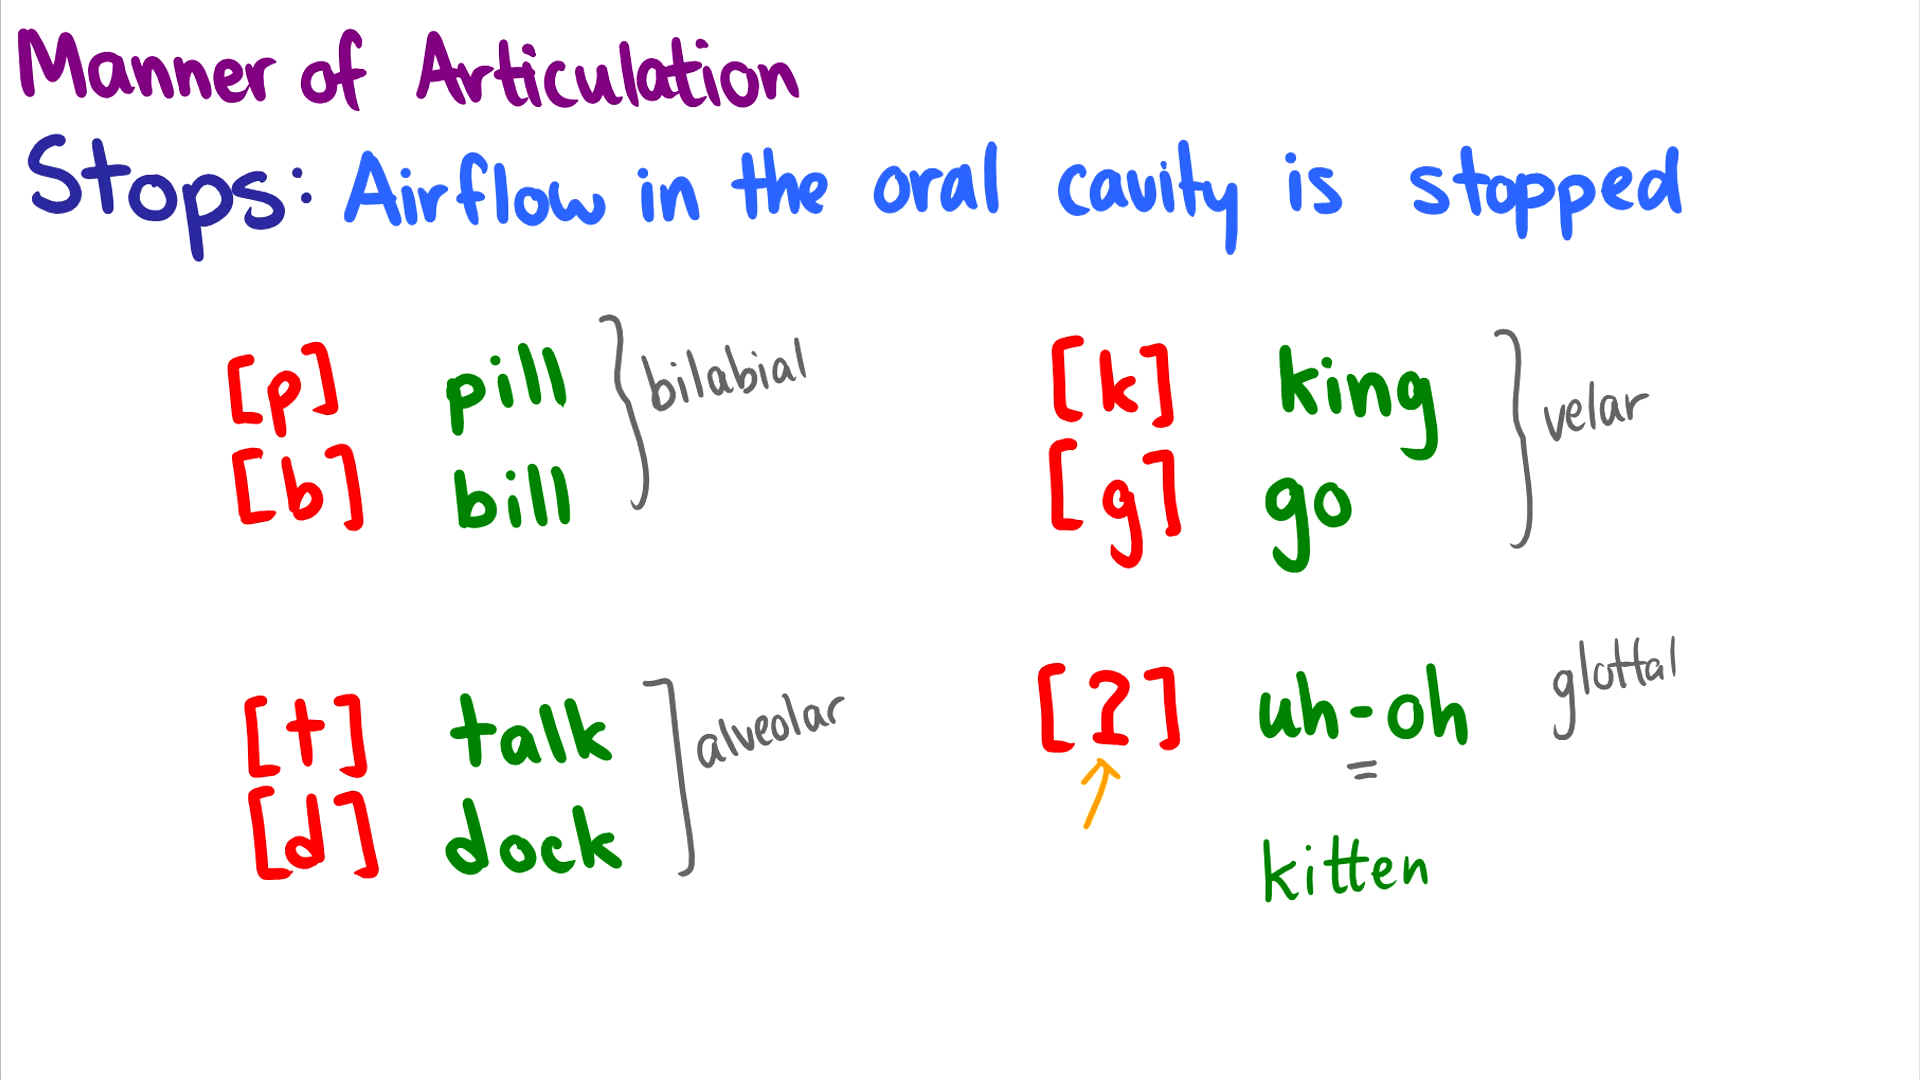 Manner of Articulation
Stops: Airflow in the oral cavity is stopped
[p] pill
[b] bill
bilabial
[t] talk
[d] dock
alveolar
[k] king
[g] go
velar
[ʔ] uh-oh glottal
kitten